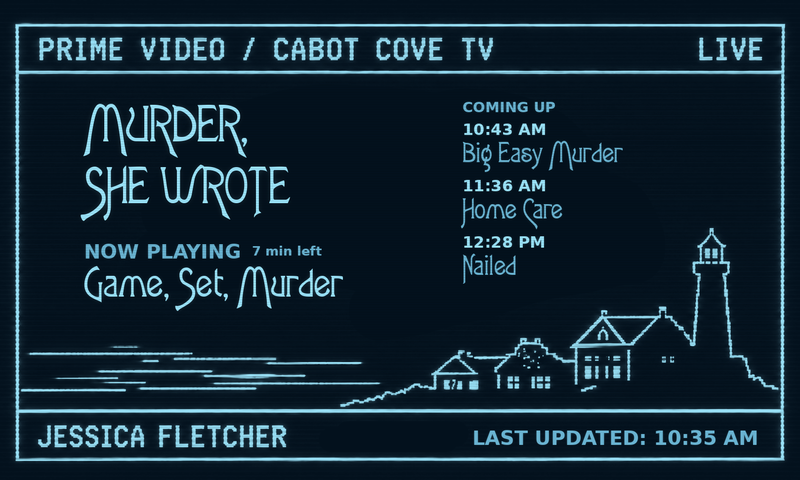 PRIME VIDEO / CABOT COVE TV
LIVE
MURDER,
SHE WROTE
NOW PLAYING 7 min left
Game, Set, Murder
COMING UP
10:43 AM
Big Easy Murder
11:36 AM
Home Care
12:28 PM
Nailed
JESSICA FLETCHER
LAST UPDATED: 10:35 AM